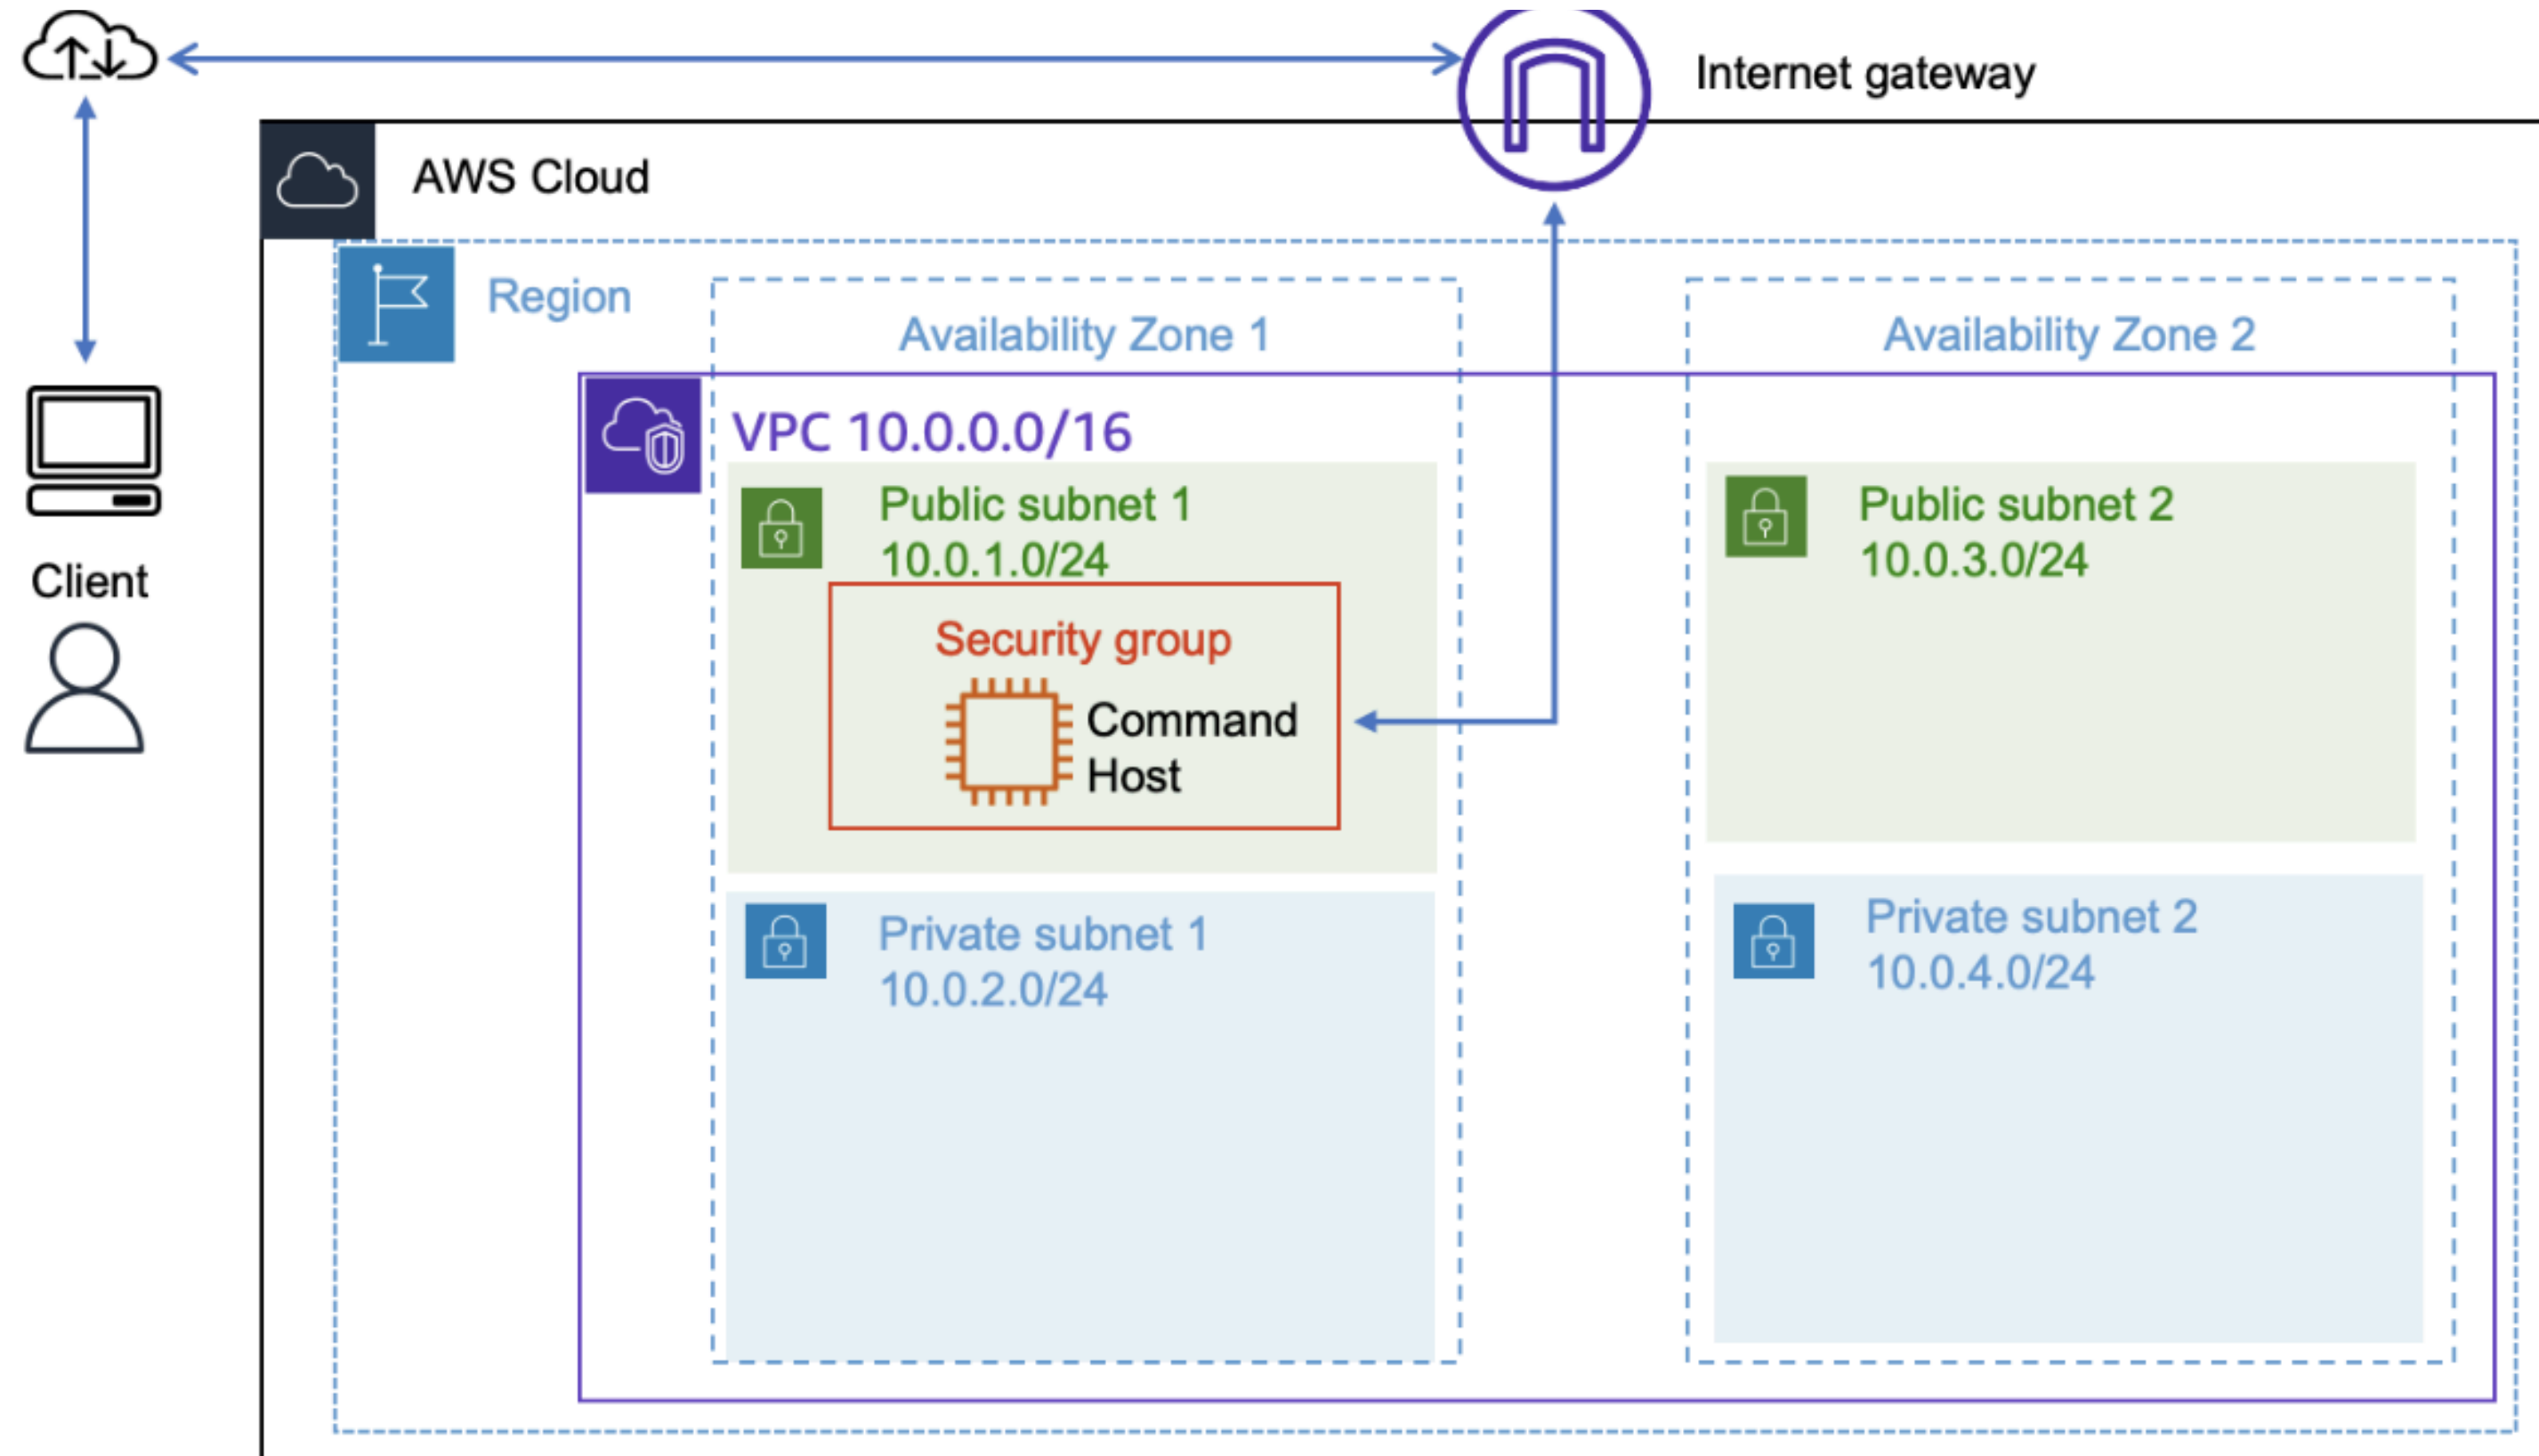 Internet gateway
AWS Cloud
Region
Availability Zone 1
Availability Zone 2
VPC 10.0.0.0/16
Public subnet 1
10.0.1.0/24
Public subnet 2
10.0.3.0/24
Client
Security group
Command
Host
Private subnet 1
10.0.2.0/24
Private subnet 2
10.0.4.0/24